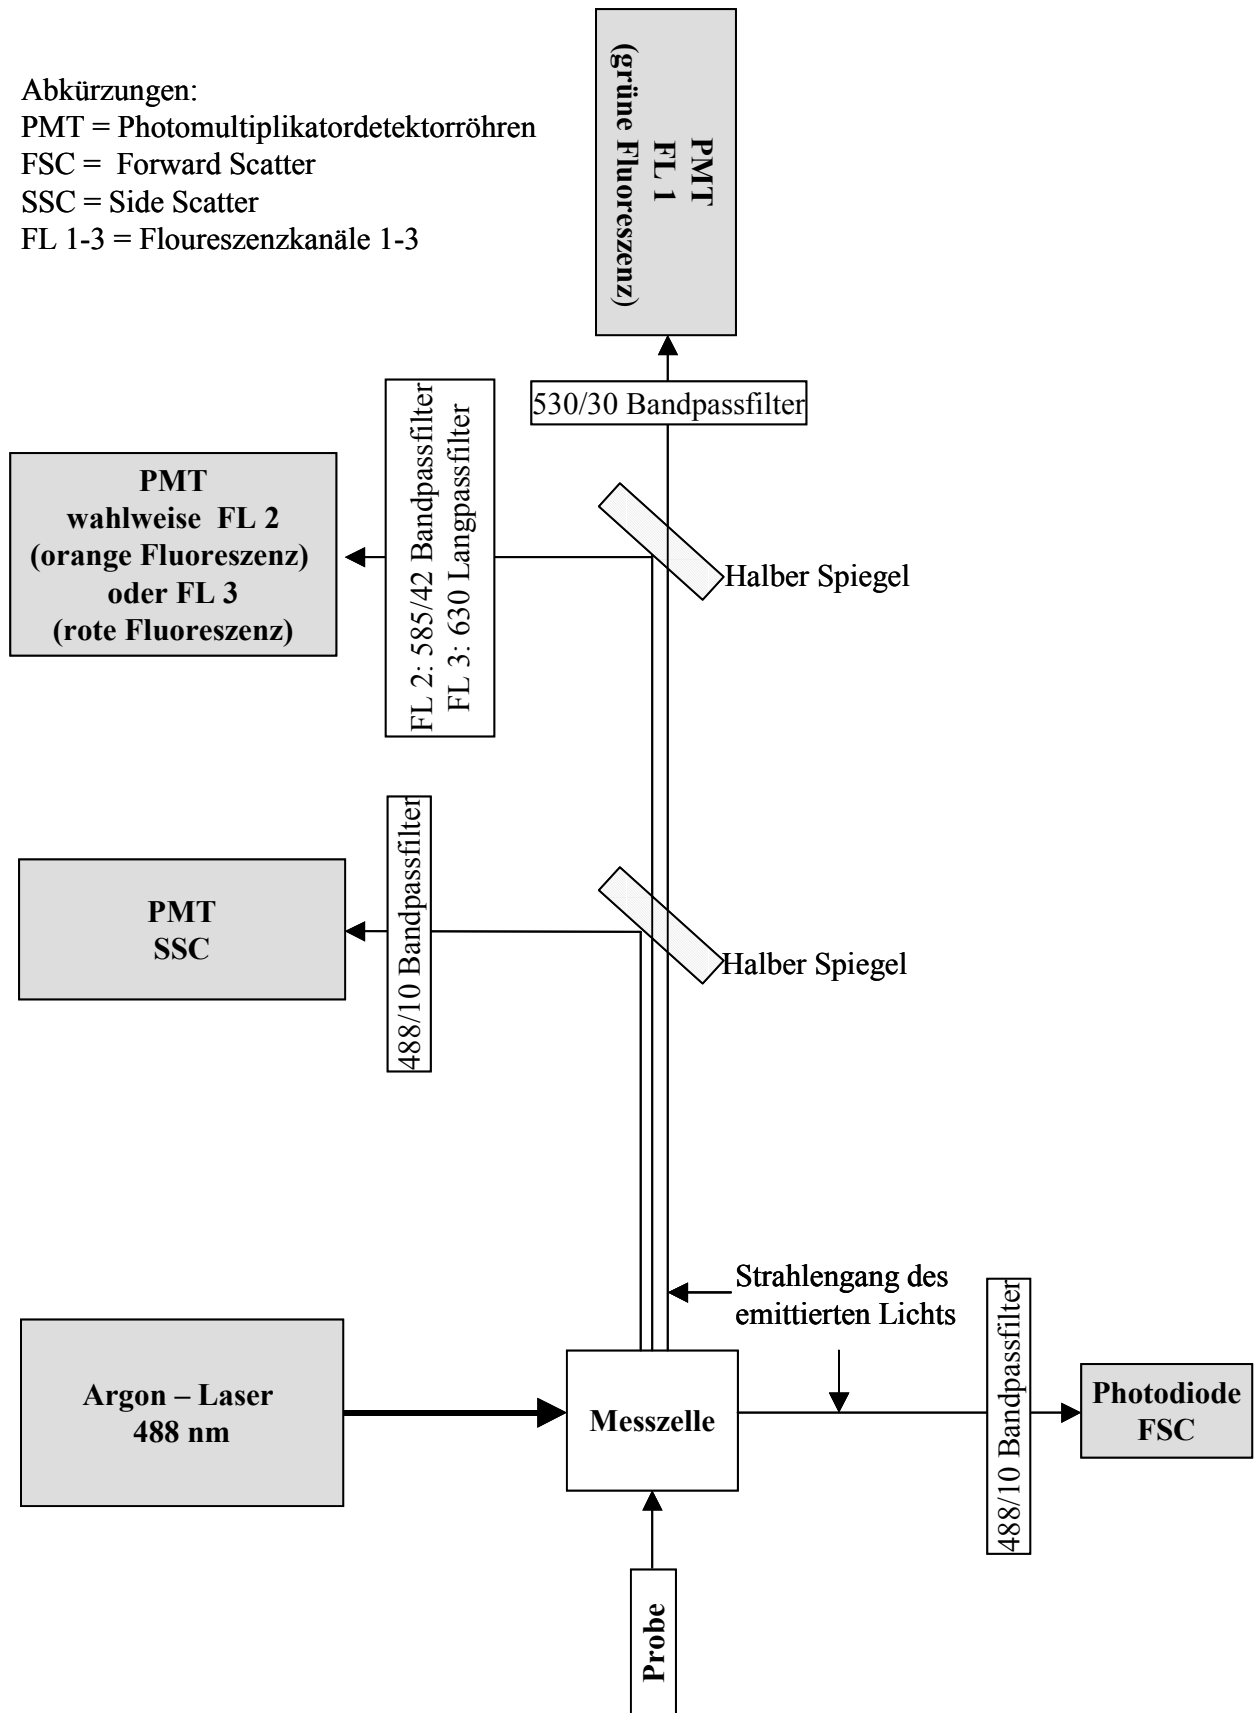 Abkürzungen:
PMT = Photomultiplikatordetektorröhren
FSC = Forward Scatter
SSC = Side Scatter
FL 1-3 = Floureszenzkanäle 1-3
PMT
FL 1
(grüne Fluoreszenz)
530/30 Bandpassfilter
FL 2: 585/42 Bandpassfilter
FL 3: 630 Langpassfilter
PMT
wahlweise FL 2
(orange Fluoreszenz)
oder FL 3
(rote Fluoreszenz)
Halber Spiegel
488/10 Bandpassfilter
PMT
SSC
Halber Spiegel
Strahlengang des
emittierten Lichts
Argon – Laser
488 nm
Messzelle
488/10 Bandpassfilter
Photodiode
FSC
Probe